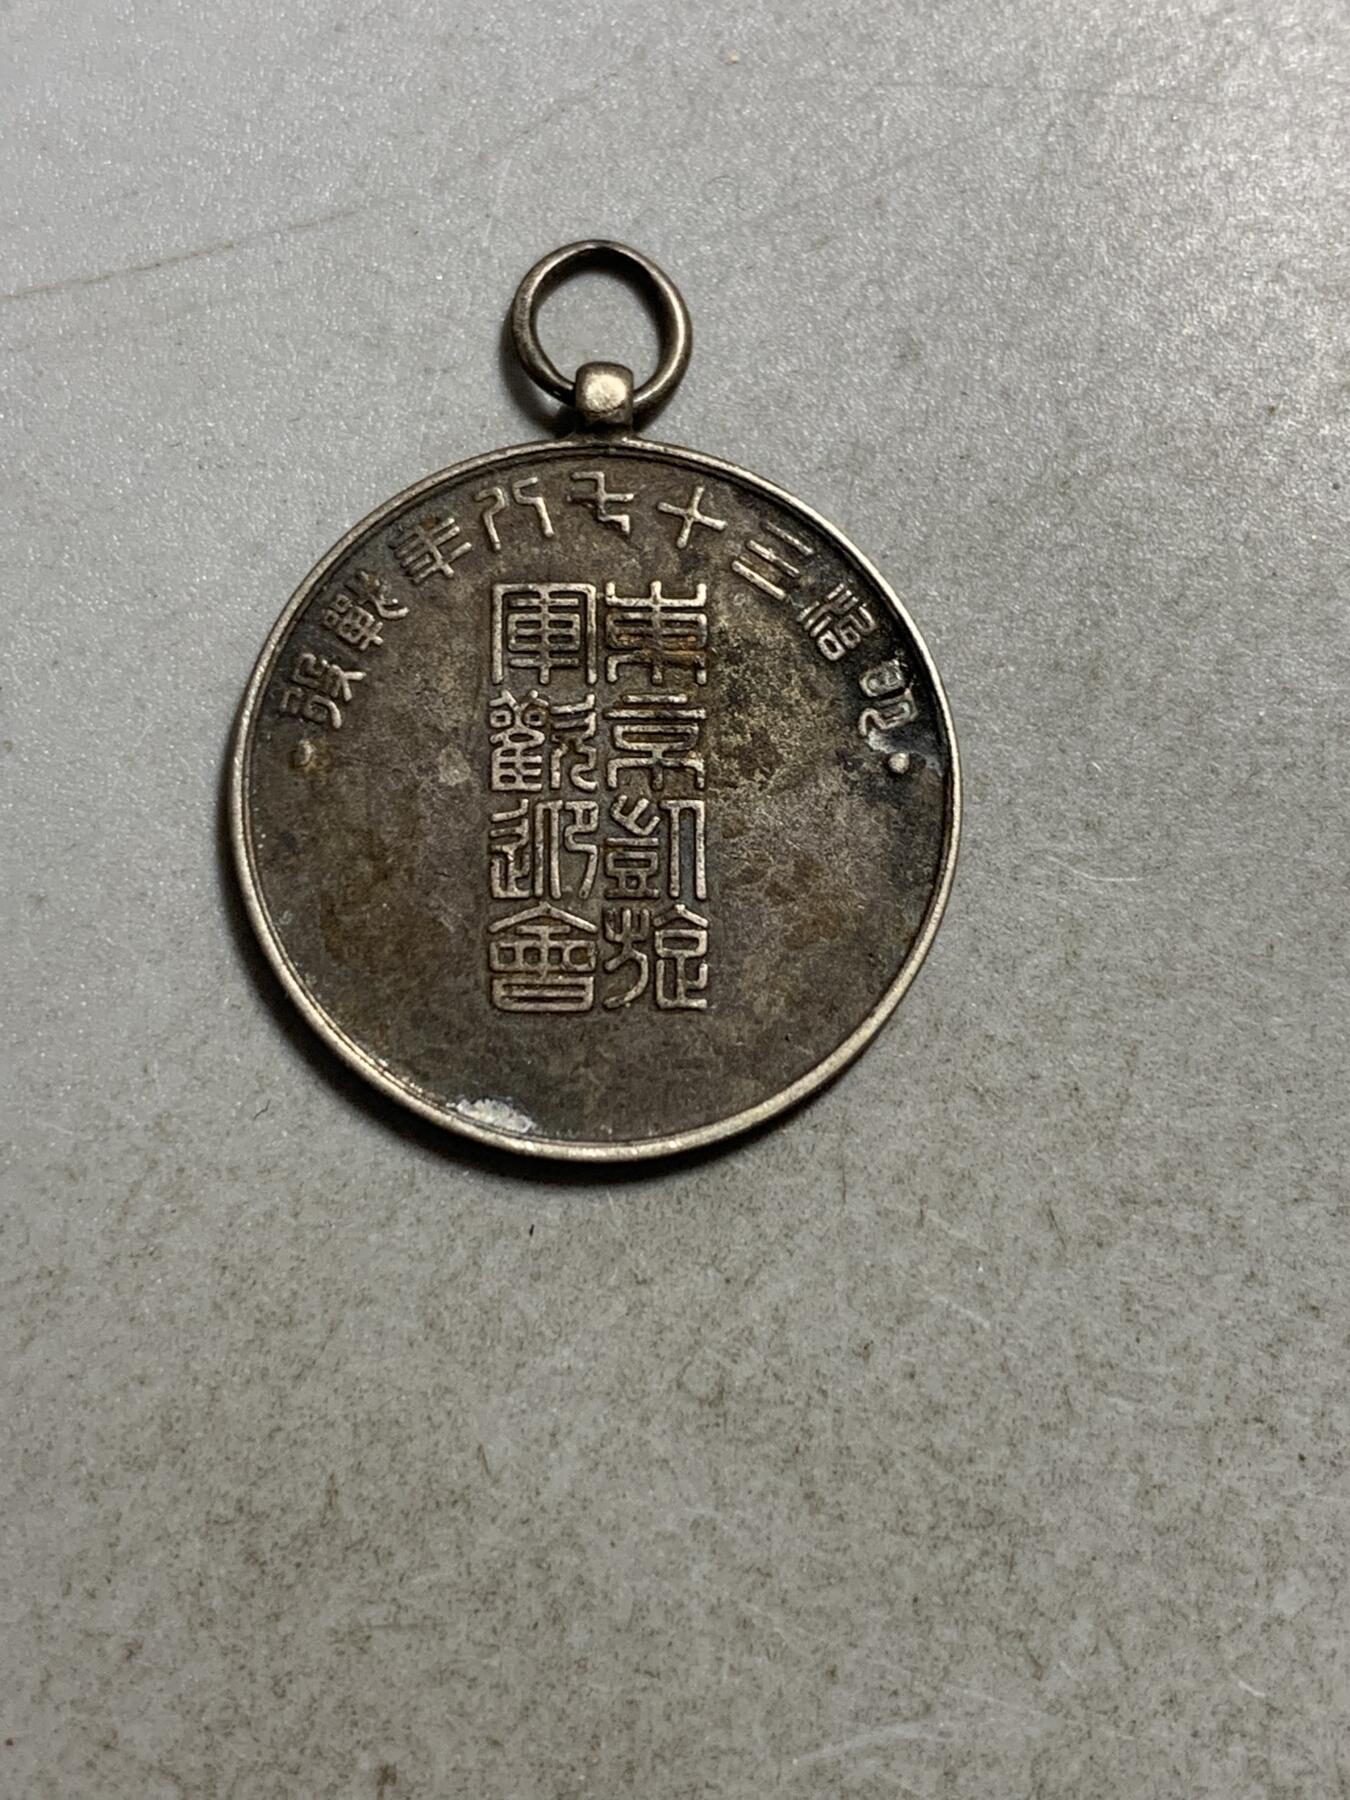 明治三十七八年戰役
東京凱旋
軍歡迎會